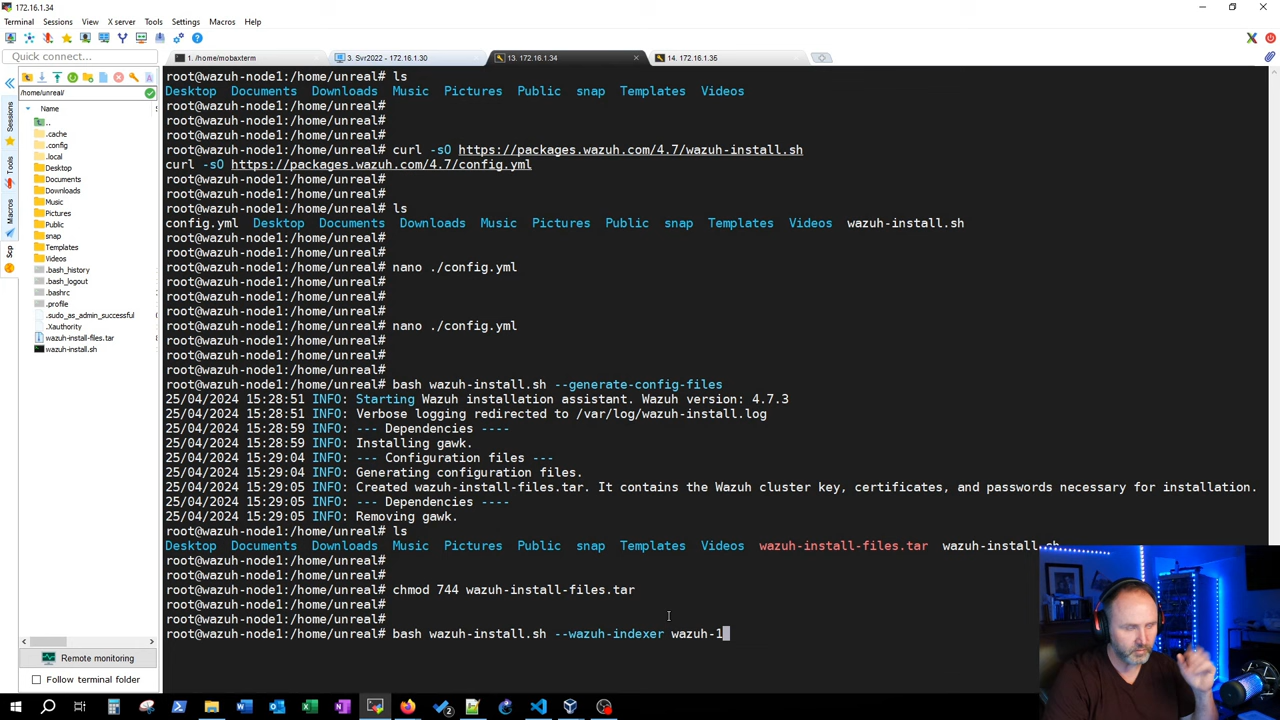 172.16.1.34
Terminal Sessions View X server Tools Settings Macros Help
Quick connect...
1. /home/mobaxterm
3. Svr2022 - 172.16.1.30
13. 172.16.1.34
14. 172.16.1.36
/home/unreal/
Name
..
.cache
.config
.local
Desktop
Documents
Downloads
Music
Pictures
Public
snap
Templates
Videos
.bash_history
.bash_logout
.bashrc
.profile
.sudo_as_admin_successful
.Xauthority
wazuh-install-files.tar
wazuh-install.sh
Sessions
Tools
Macros
Scp
Remote monitoring
Follow terminal folder
root@wazuh-node1:/home/unreal# ls
Desktop Documents Downloads Music Pictures Public snap Templates Videos
root@wazuh-node1:/home/unreal#
root@wazuh-node1:/home/unreal#
root@wazuh-node1:/home/unreal#
root@wazuh-node1:/home/unreal# curl -sO https://packages.wazuh.com/4.7/wazuh-install.sh
curl -sO https://packages.wazuh.com/4.7/config.yml
root@wazuh-node1:/home/unreal#
root@wazuh-node1:/home/unreal#
root@wazuh-node1:/home/unreal# ls
config.yml Desktop Documents Downloads Music Pictures Public snap Templates Videos wazuh-install.sh
root@wazuh-node1:/home/unreal#
root@wazuh-node1:/home/unreal#
root@wazuh-node1:/home/unreal# nano ./config.yml
root@wazuh-node1:/home/unreal#
root@wazuh-node1:/home/unreal#
root@wazuh-node1:/home/unreal#
root@wazuh-node1:/home/unreal# nano ./config.yml
root@wazuh-node1:/home/unreal#
root@wazuh-node1:/home/unreal#
root@wazuh-node1:/home/unreal#
root@wazuh-node1:/home/unreal# bash wazuh-install.sh --generate-config-files
25/04/2024 15:28:51 INFO: Starting Wazuh installation assistant. Wazuh version: 4.7.3
25/04/2024 15:28:51 INFO: Verbose logging redirected to /var/log/wazuh-install.log
25/04/2024 15:28:59 INFO: --- Dependencies ----
25/04/2024 15:28:59 INFO: Installing gawk.
25/04/2024 15:29:04 INFO: --- Configuration files ---
25/04/2024 15:29:04 INFO: Generating configuration files.
25/04/2024 15:29:05 INFO: Created wazuh-install-files.tar. It contains the Wazuh cluster key, certificates, and passwords necessary for installation.
25/04/2024 15:29:05 INFO: --- Dependencies ----
25/04/2024 15:29:05 INFO: Removing gawk.
root@wazuh-node1:/home/unreal# ls
Desktop Documents Downloads Music Pictures Public snap Templates Videos wazuh-install-files.tar wazuh-install.sh
root@wazuh-node1:/home/unreal#
root@wazuh-node1:/home/unreal#
root@wazuh-node1:/home/unreal# chmod 744 wazuh-install-files.tar
root@wazuh-node1:/home/unreal#
root@wazuh-node1:/home/unreal#
root@wazuh-node1:/home/unreal# bash wazuh-install.sh --wazuh-indexer wazuh-1